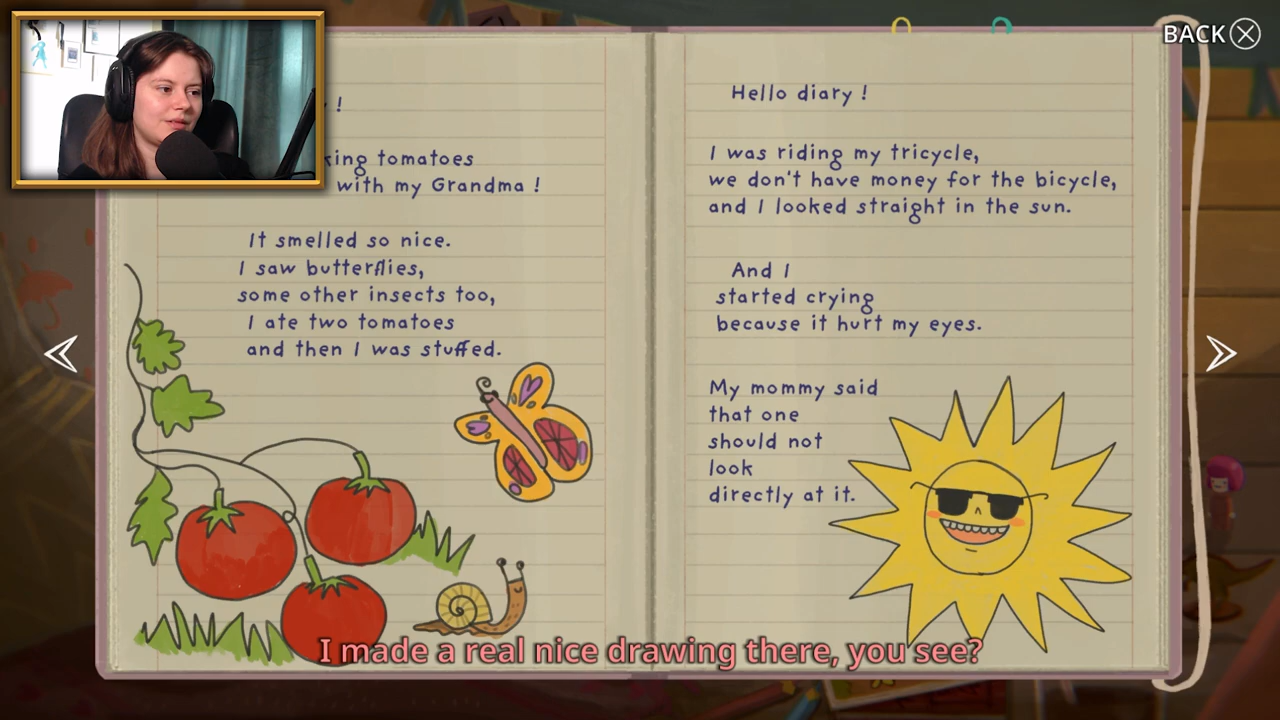 BACK
!
king tomatoes
with my Grandma !
It smelled so nice.
I saw butterflies,
some other insects too,
I ate two tomatoes
and then I was stuffed.
Hello diary !
I was riding my tricycle,
we don't have money for the bicycle,
and I looked straight in the sun.
And I
started crying
because it hurt my eyes.
My mommy said
that one
should not
look
directly at it.
I made a real nice drawing there, you see?